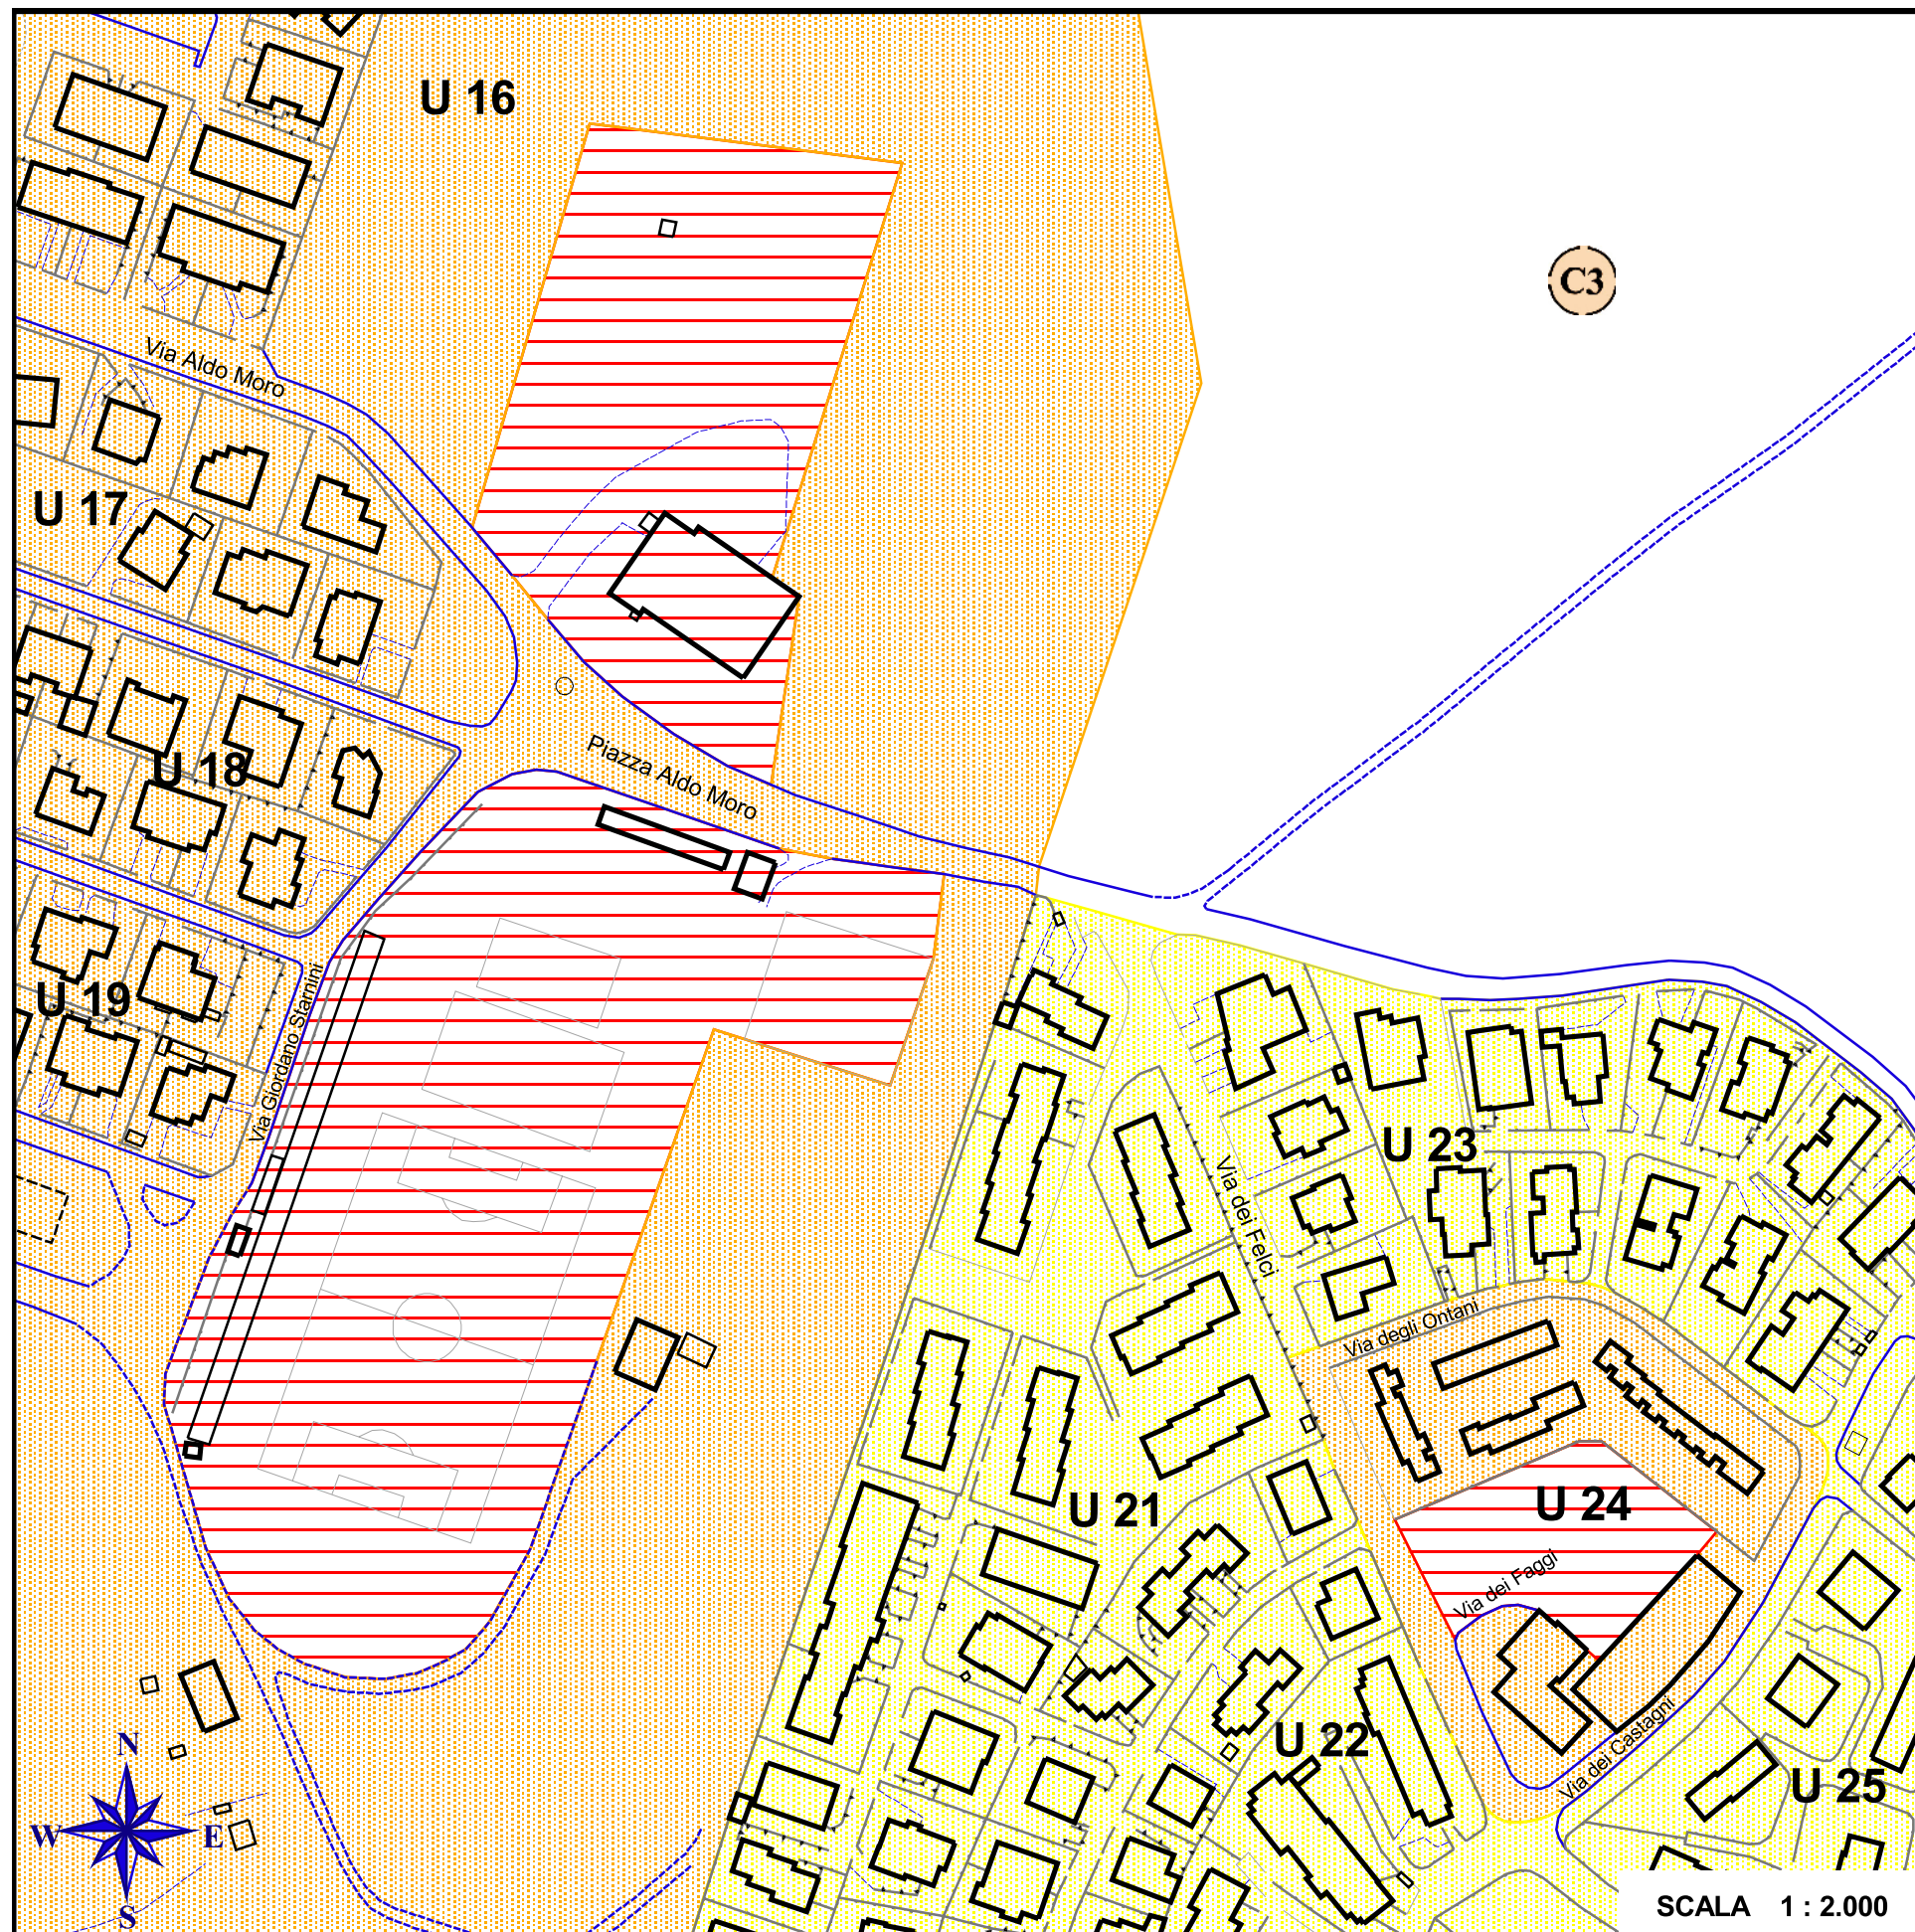 U 16
C3
Via Aldo Moro
U 17
Piazza Aldo Moro
U 18
U 19
Via Giordano Starnini
U 23
Via dei Felci
Via degli Ontani
U 21
U 24
Via dei Faggi
U 22
Via dei Castagni
U 25
N
W
E
S
SCALA 1 : 2.000